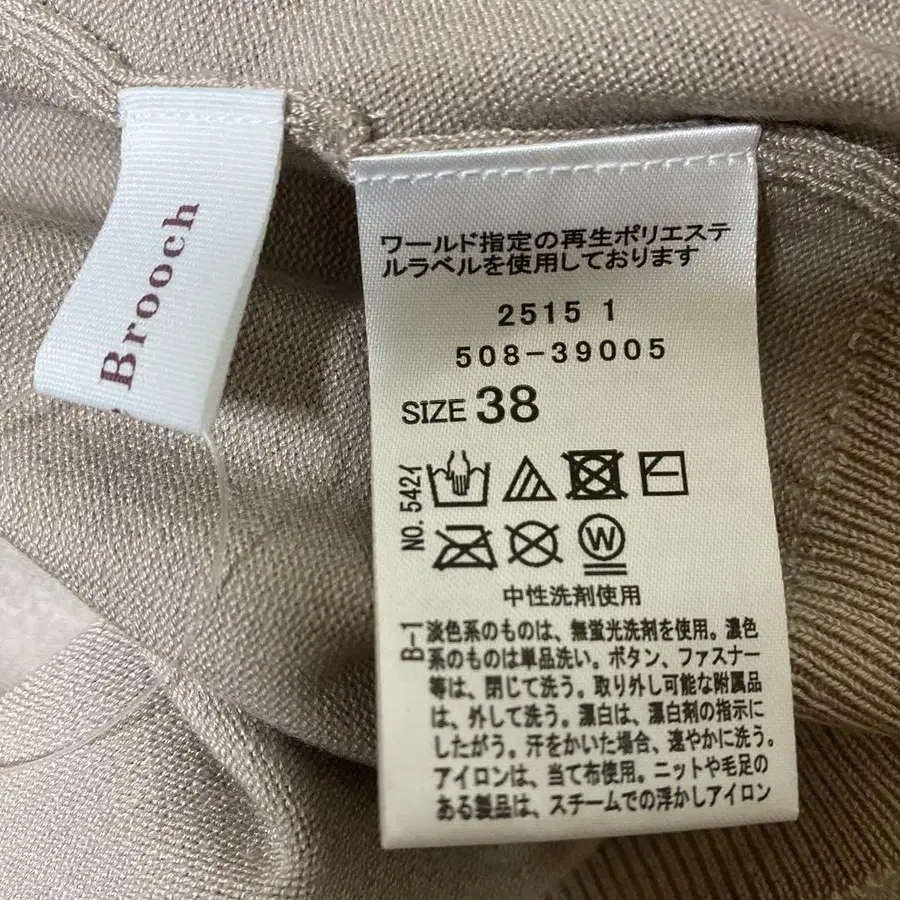 Brooch
ワールド指定の再生ポリエステ
ルラベルを使用しております
2515 1
508-39005
SIZE 38
NO. 542イ
W
中性洗剤使用
B-1
淡色系のものは、無蛍光洗剤を使用。濃色
系のものは単品洗い。ボタン、ファスナー
等は、閉じて洗う。取り外し可能な附属品
は、外して洗う。漂白は、漂白剤の指示に
したがう。汗をかいた場合、速やかに洗う。
アイロンは、当て布使用。ニットや毛足の
ある製品は、スチームでの浮かしアイロン